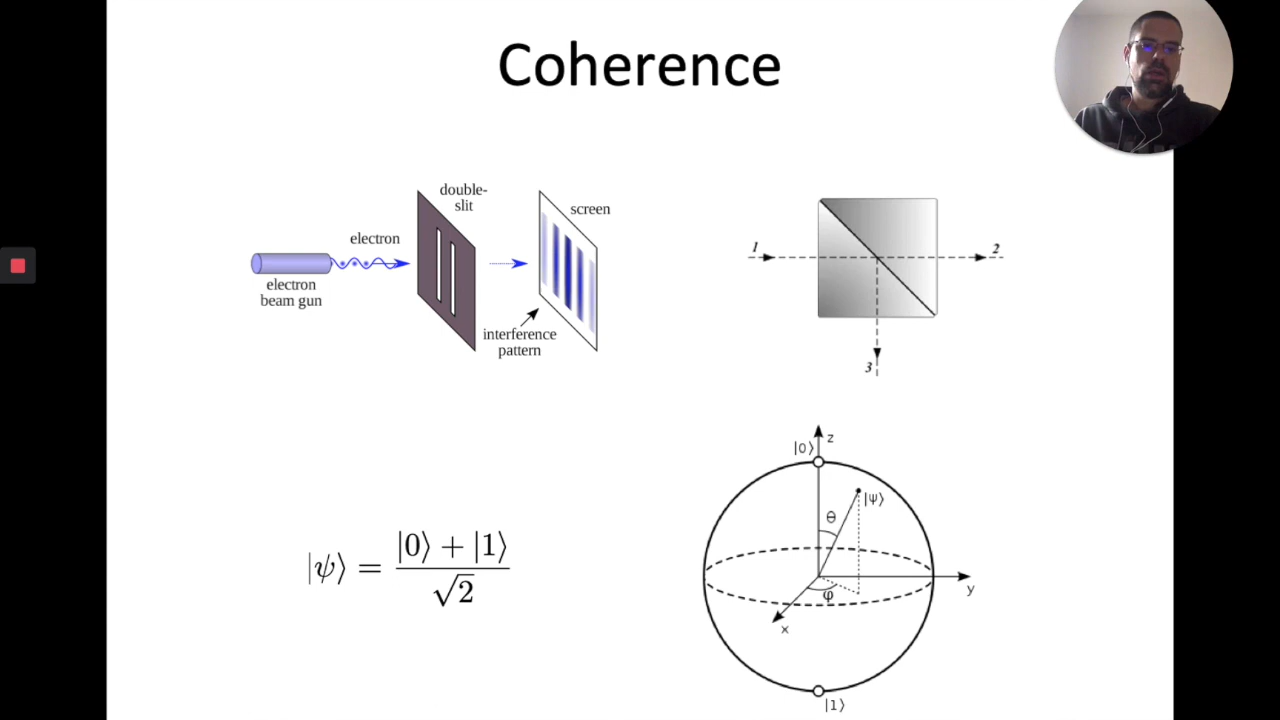 Coherence
double-
slit
screen
electron
electron
beam gun
interference
pattern
1
2
3
|ψ⟩ = (|0⟩ + |1⟩) / √2
|0⟩
z
|ψ⟩
θ
φ
y
x
|1⟩